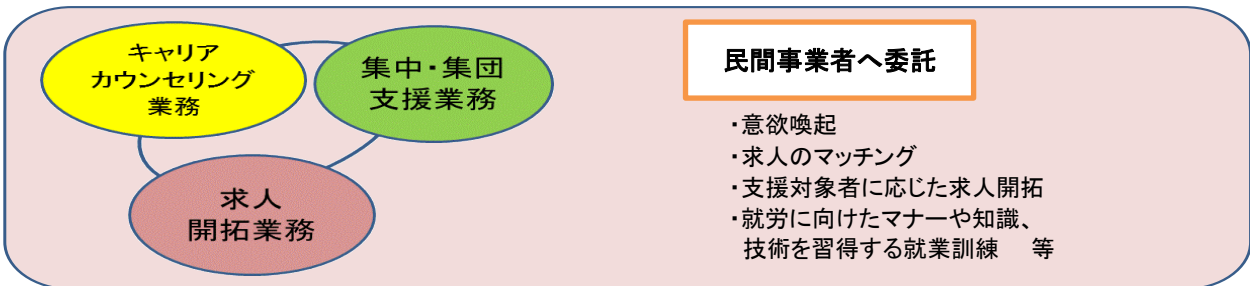 キャリア
カウンセリング
業務
集中・集団
支援業務
求人
開拓業務
民間事業者へ委託
・意欲喚起
・求人のマッチング
・支援対象者に応じた求人開拓
・就労に向けたマナーや知識、
技術を習得する就業訓練　等